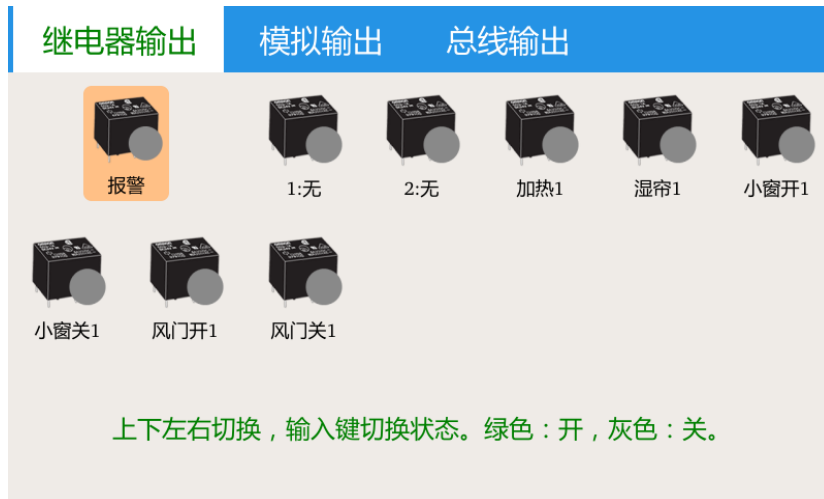 继电器输出 模拟输出 总线输出
报警 1:无 2:无 加热1 湿帘1 小窗开1
小窗关1 风门开1 风门关1
上下左右切换，输入键切换状态。绿色：开，灰色：关。